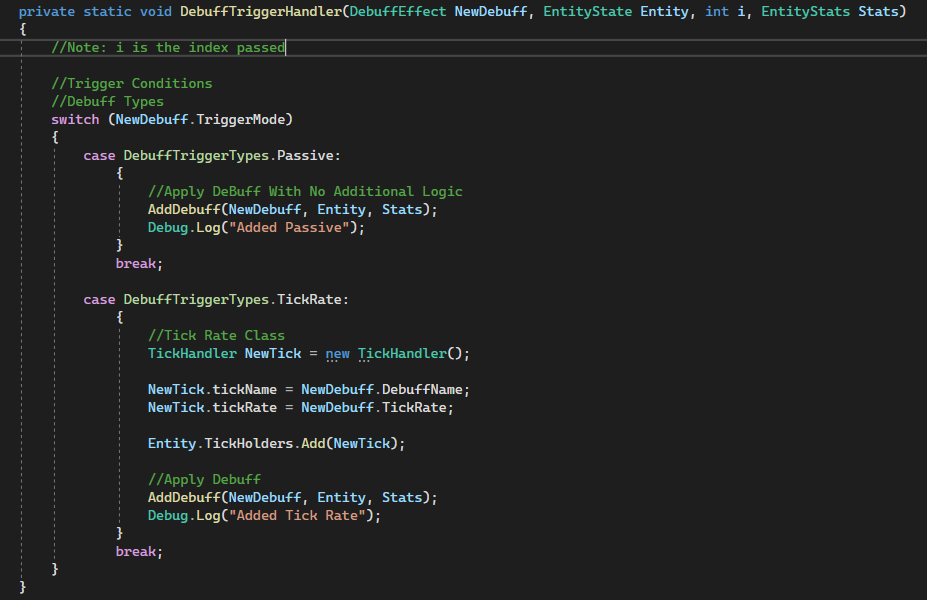 private static void DebuffTriggerHandler(DebuffEffect NewDebuff, EntityState Entity, int i, EntityStats Stats)
{
//Note: i is the index passed
//Trigger Conditions
//Debuff Types
switch (NewDebuff.TriggerMode)
{
case DebuffTriggerTypes.Passive:
{
//Apply DeBuff With No Additional Logic
AddDebuff(NewDebuff, Entity, Stats);
Debug.Log("Added Passive");
}
break;
case DebuffTriggerTypes.TickRate:
{
//Tick Rate Class
TickHandler NewTick = new TickHandler();
NewTick.tickName = NewDebuff.DebuffName;
NewTick.tickRate = NewDebuff.TickRate;
Entity.TickHolders.Add(NewTick);
//Apply Debuff
AddDebuff(NewDebuff, Entity, Stats);
Debug.Log("Added Tick Rate");
}
break;
}
}